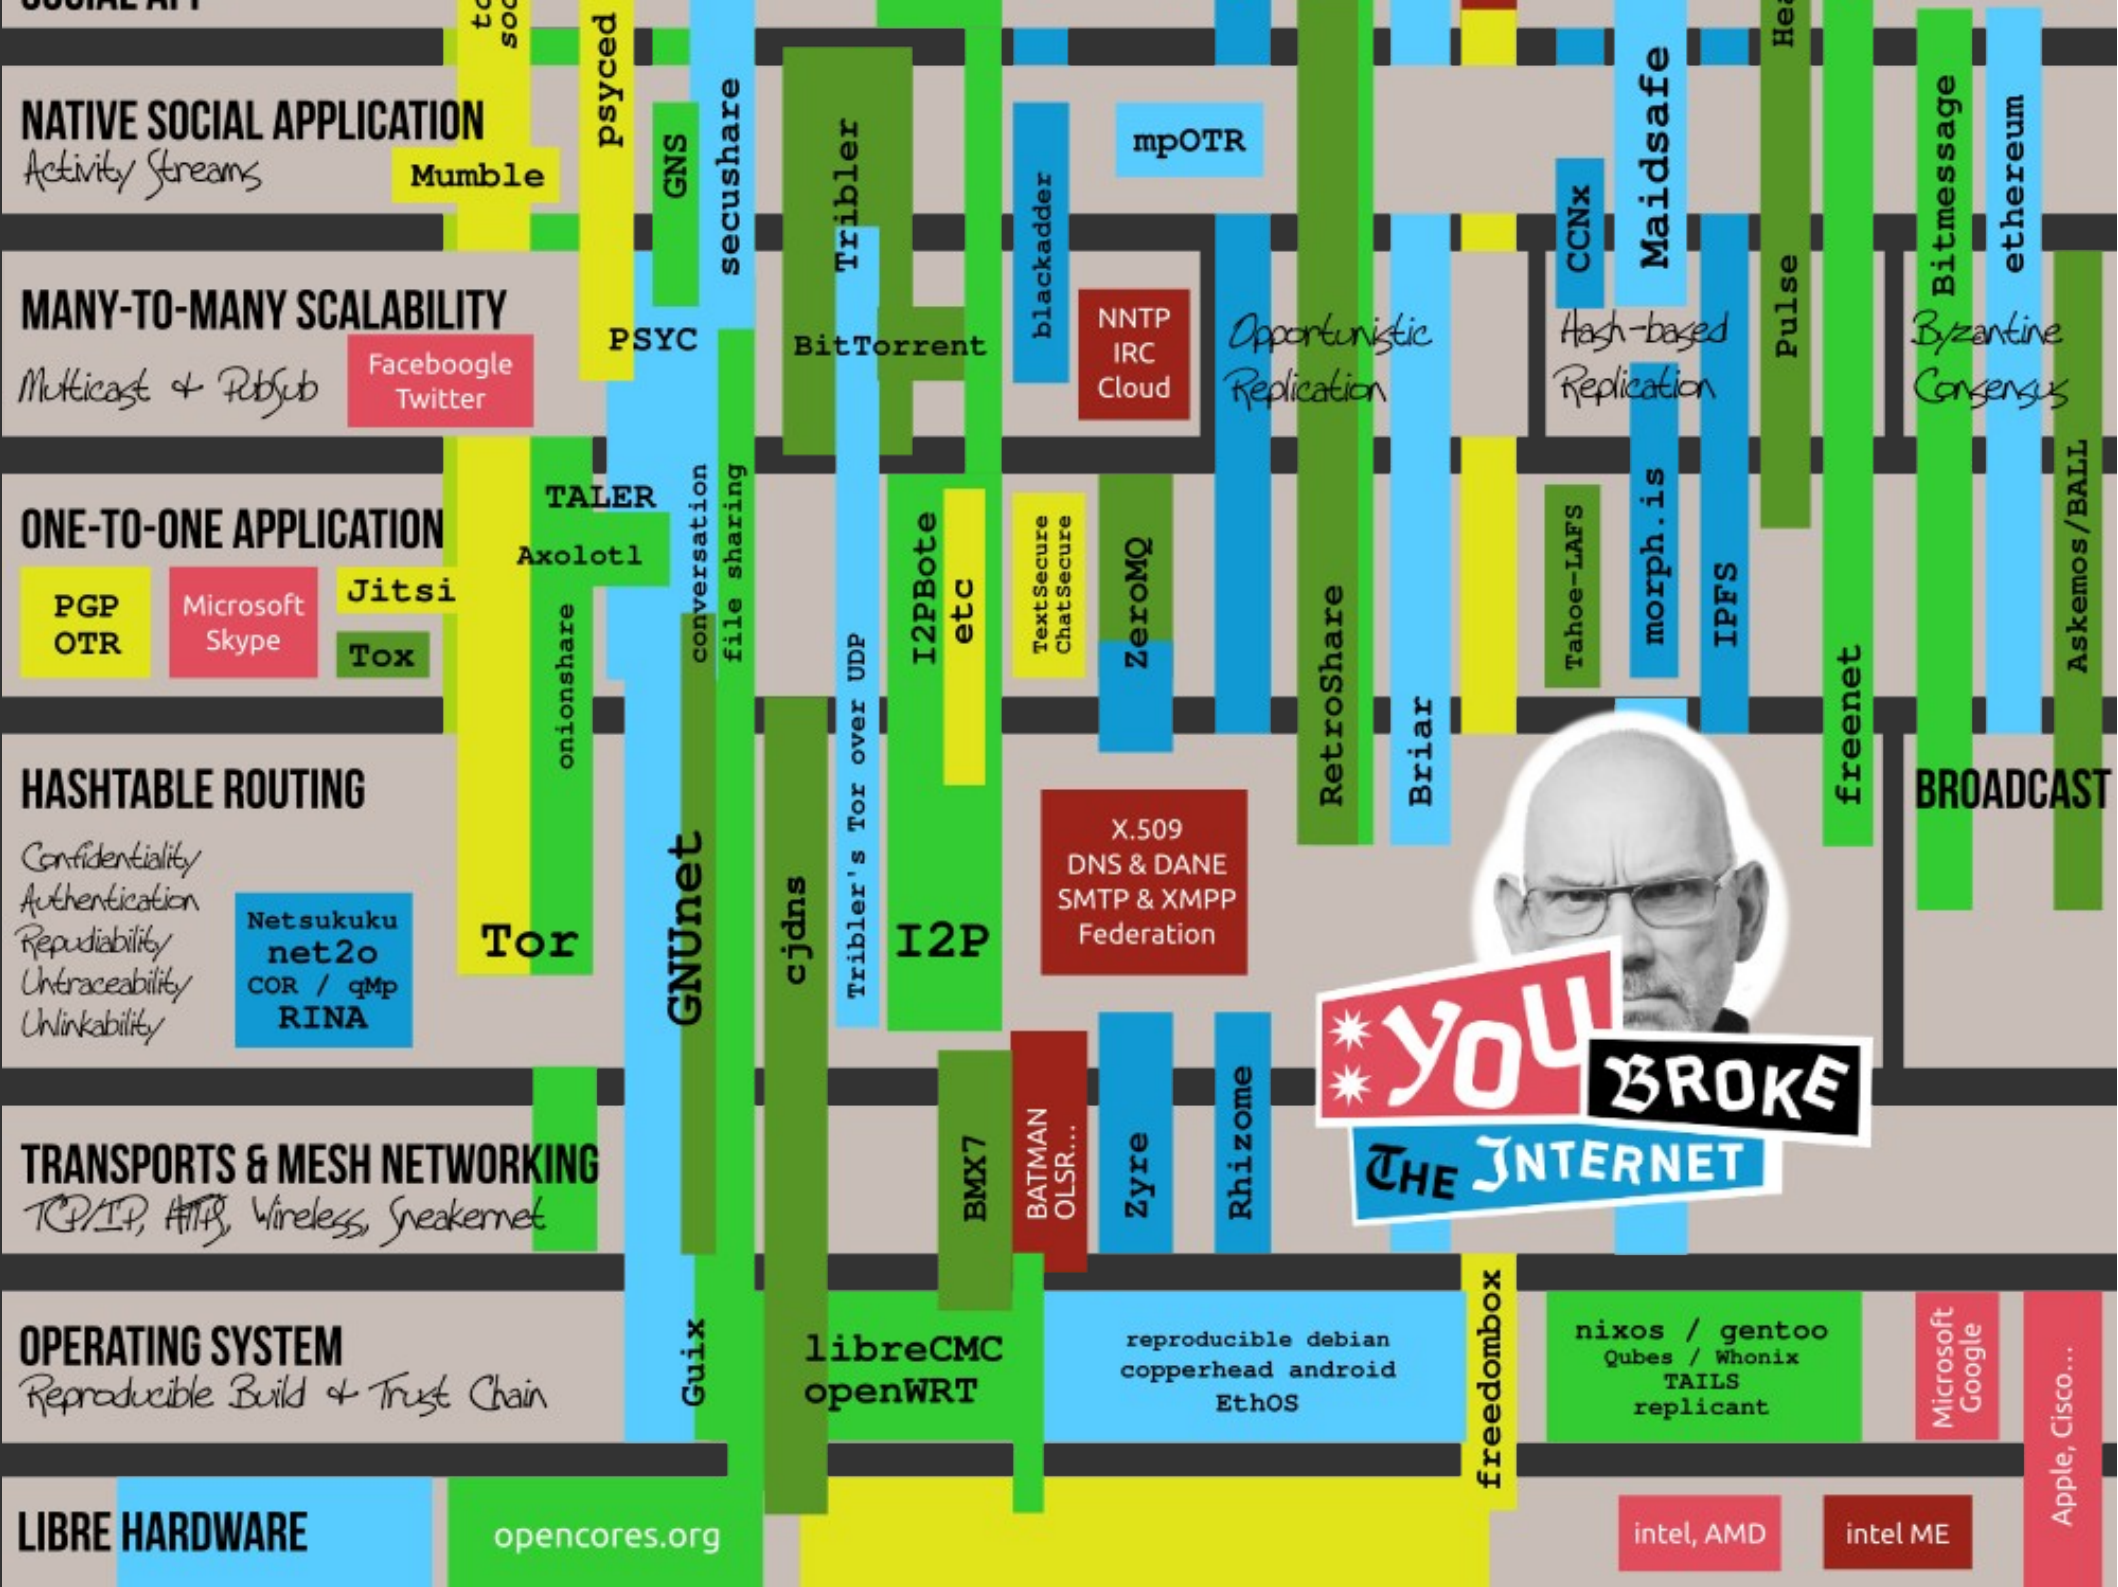 SOCIAL APP
to
soc
psyced
Hea
NATIVE SOCIAL APPLICATION
Activity Streams
Mumble
GNS
secushare
Tribler
blackadder
mpOTR
CCNx
Maidsafe
Pulse
Bitmessage
ethereum
MANY-TO-MANY SCALABILITY
Multicast & PubSub
Faceboogle
Twitter
PSYC
BitTorrent
NNTP
IRC
Cloud
Opportunistic
Replication
Hash-based
Replication
Byzantine
Consensus
ONE-TO-ONE APPLICATION
PGP
OTR
Microsoft
Skype
Jitsi
Tox
TALER
Axolotl
onionshare
conversation
file sharing
Tribler's Tor over UDP
I2PBote
etc
TextSecure
ChatSecure
ZeroMQ
RetroShare
Briar
Tahoe-LAFS
morph.is
IPFS
freenet
Askemos/BALL
HASHTABLE ROUTING
Confidentiality
Authentication
Repudiability
Untraceability
Unlinkability
Netsukuku
net2o
COR / qMp
RINA
Tor
GNUnet
cjdns
I2P
X.509
DNS & DANE
SMTP & XMPP
Federation
BROADCAST
YOU
BROKE
THE INTERNET
TRANSPORTS & MESH NETWORKING
TCP/IP, HTTPS, Wireless, Sneakernet
BMX7
BATMAN
OLSR...
Zyre
Rhizome
OPERATING SYSTEM
Reproducible Build & Trust Chain
Guix
libreCMC
openWRT
reproducible debian
copperhead android
EthOS
freedombox
nixos / gentoo
Qubes / Whonix
TAILS
replicant
Microsoft
Google
Apple, Cisco...
LIBRE HARDWARE
opencores.org
intel, AMD
intel ME